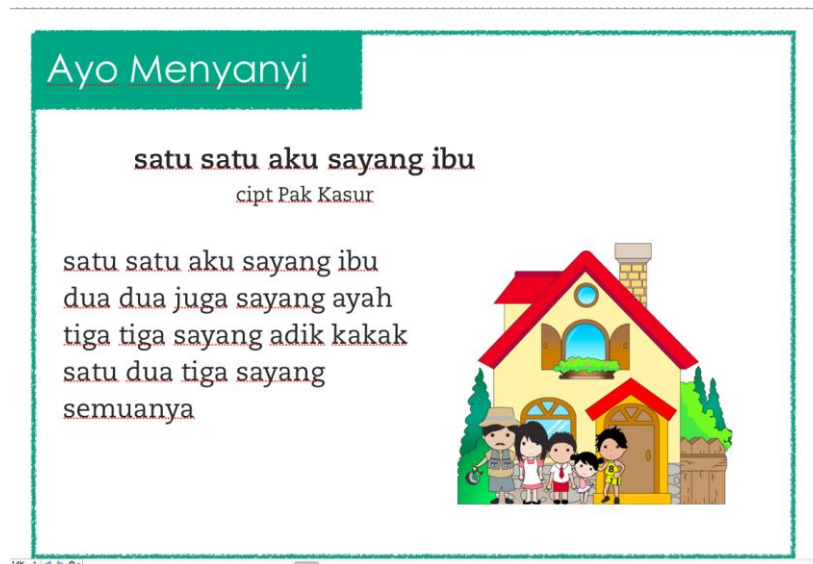 Ayo Menyanyi
satu satu aku sayang ibu
cipt Pak Kasur
satu satu aku sayang ibu
dua dua juga sayang ayah
tiga tiga sayang adik kakak
satu dua tiga sayang
semuanya
8